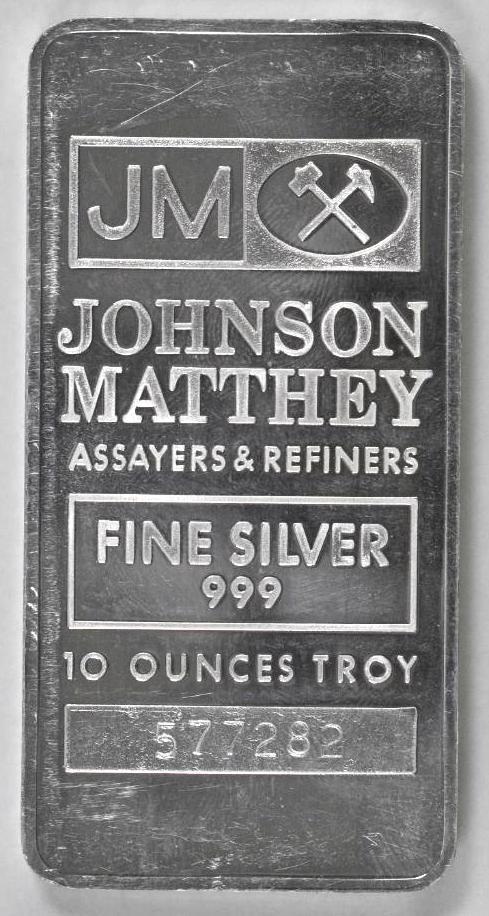 JM
JOHNSON
MATTHEY
ASSAYERS & REFINERS
FINE SILVER
999
10 OUNCES TROY
577282